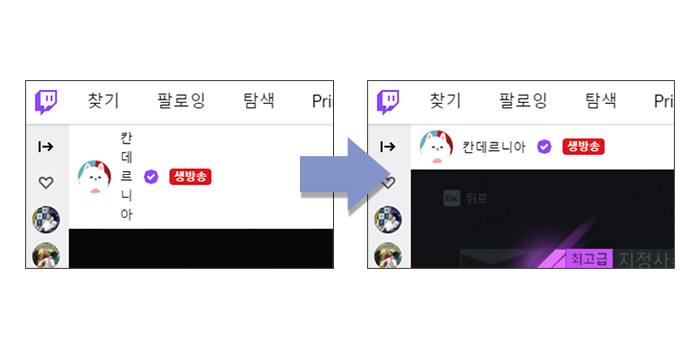 찾기 팔로잉 탐색 Pri
칸
데
르
니
아
생방송
찾기 팔로잉 탐색 Pr
칸데르니아 생방송
Esc 뒤로
최고급 지정사수